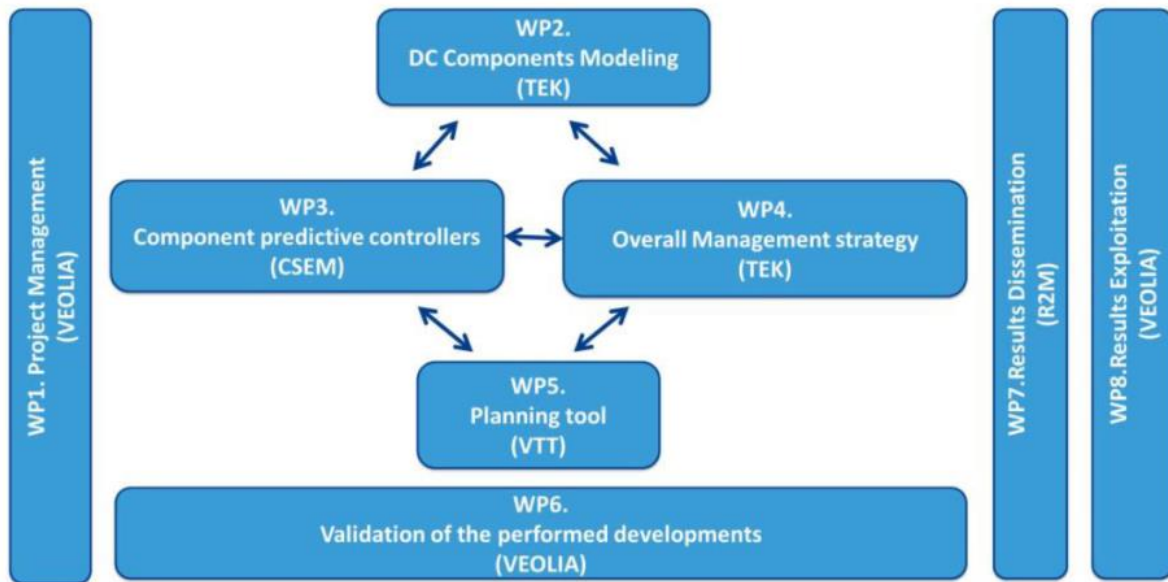 WP1. Project Management
(VEOLIA)
WP2.
DC Components Modeling
(TEK)
WP3.
Component predictive controllers
(CSEM)
WP4.
Overall Management strategy
(TEK)
WP5.
Planning tool
(VTT)
WP6.
Validation of the performed developments
(VEOLIA)
WP7.Results Dissemination
(R2M)
WP8.Results Exploitation
(VEOLIA)